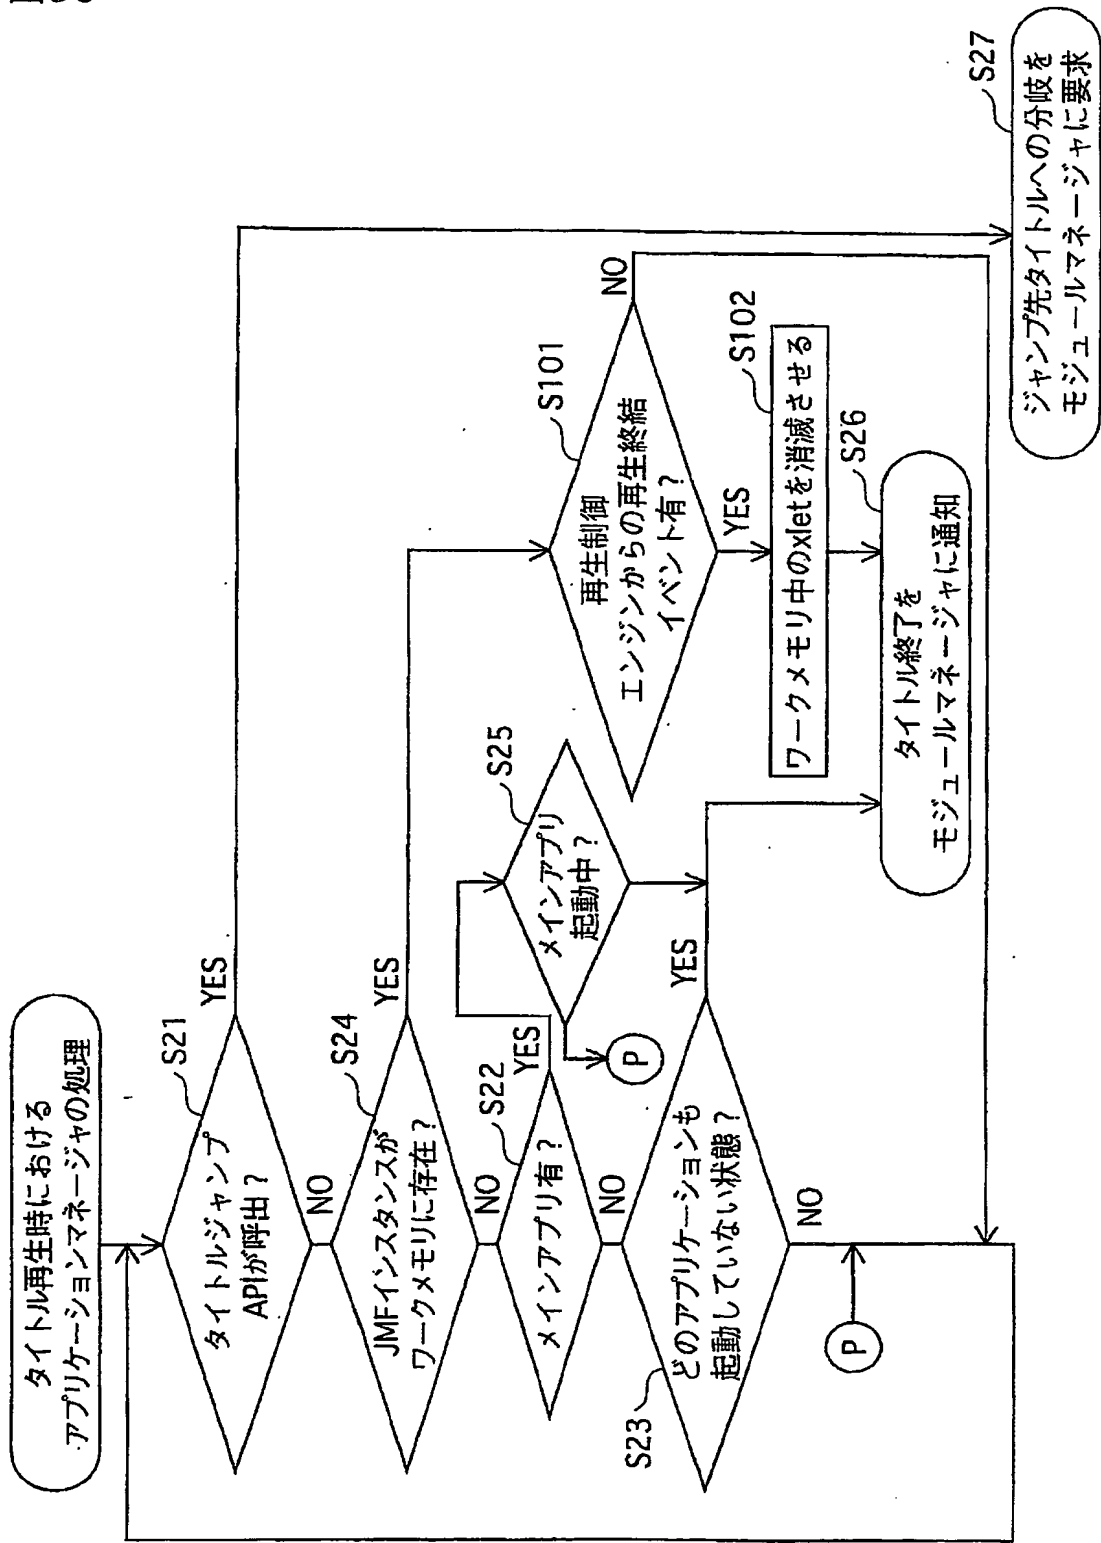 タイトル再生時における
アプリケーションマネージャの処理
S21
タイトルジャンプ
APIが呼出？
YES
NO
S24
JMFインスタンスが
ワークメモリに存在？
YES
NO
S22
メインアプリ有？
YES
NO
S25
メインアプリ
起動中？
P
S23
どのアプリケーションも
起動していない状態？
YES
NO
P
S101
再生制御
エンジンからの再生終結
イベント有？
NO
YES
S102
ワークメモリ中のxletを消滅させる
S26
タイトル終了を
モジュールマネージャに通知
S27
ジャンプ先タイトルへの分岐を
モジュールマネージャに要求